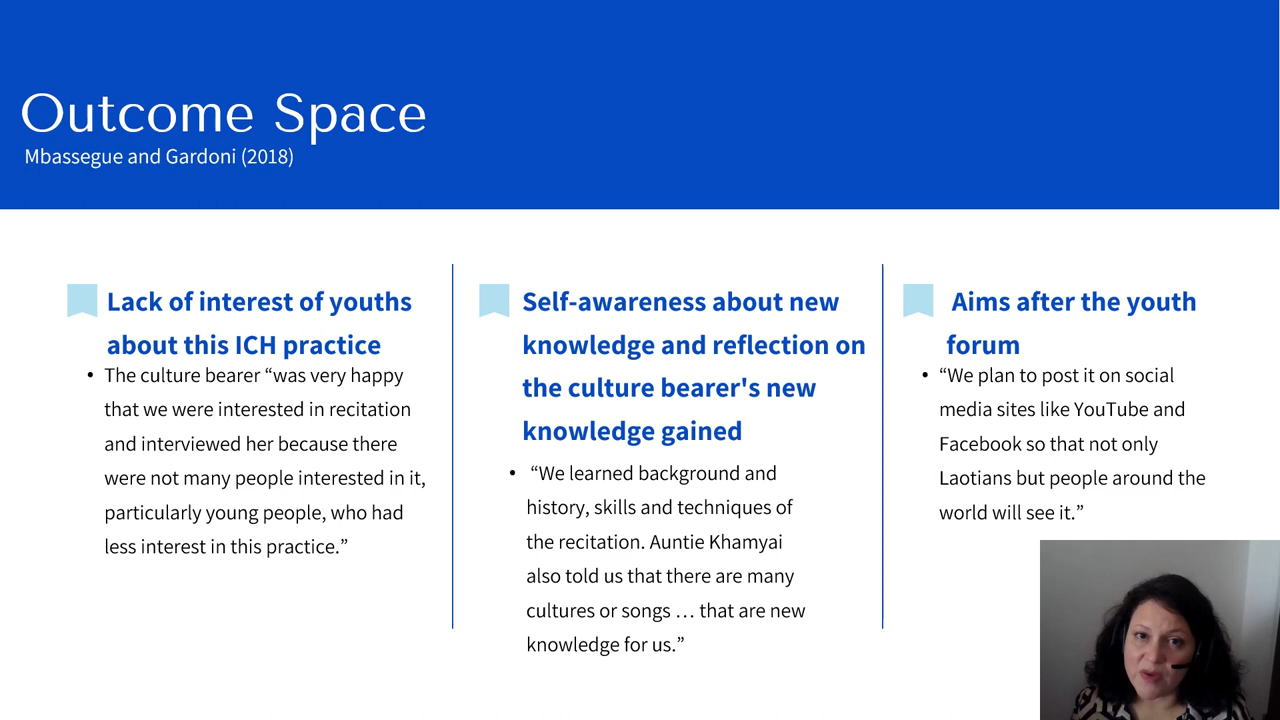 Outcome Space
Mbassegue and Gardoni (2018)
Lack of interest of youths
about this ICH practice
• The culture bearer “was very happy
that we were interested in recitation
and interviewed her because there
were not many people interested in it,
particularly young people, who had
less interest in this practice.”
Self-awareness about new
knowledge and reflection on
the culture bearer's new
knowledge gained
• “We learned background and
history, skills and techniques of
the recitation. Auntie Khamyai
also told us that there are many
cultures or songs … that are new
knowledge for us.”
Aims after the youth
forum
• “We plan to post it on social
media sites like YouTube and
Facebook so that not only
Laotians but people around the
world will see it.”